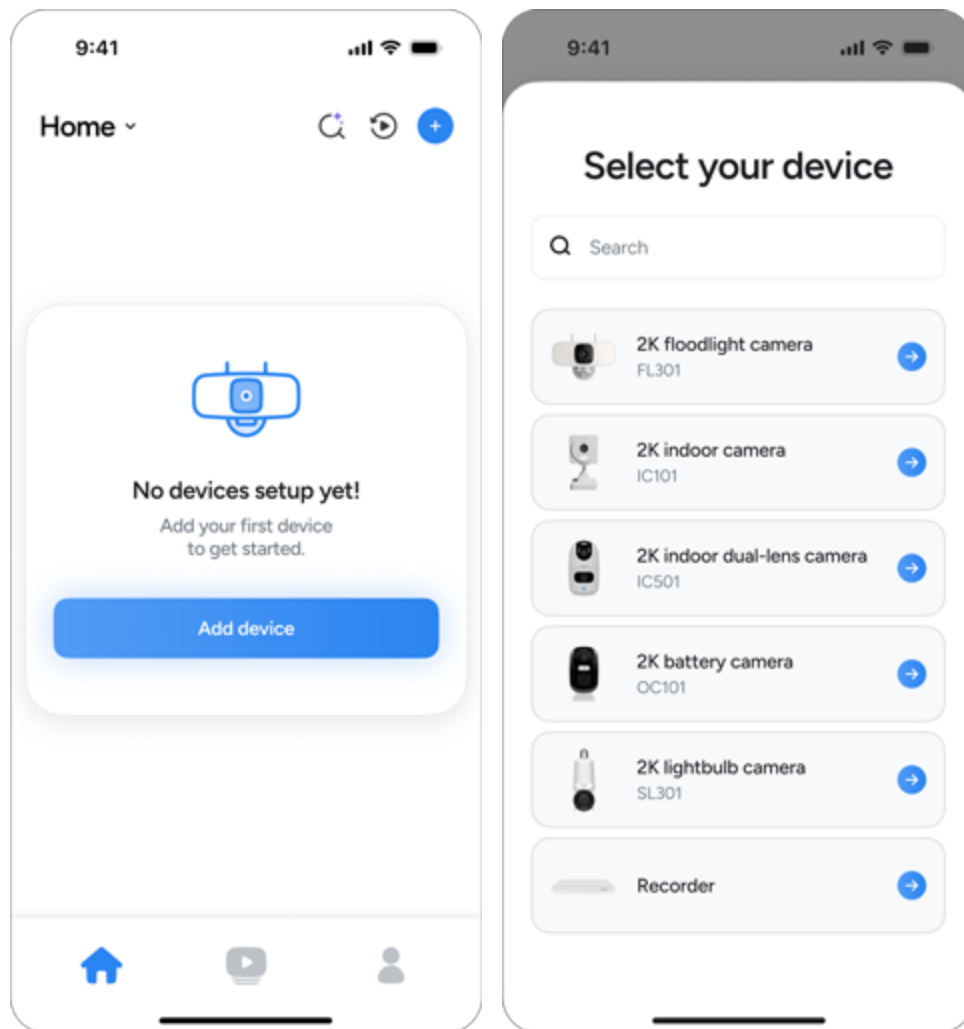 9:41
Home
No devices setup yet!
Add your first device
to get started.
Add device
9:41
Select your device
Search
2K floodlight camera
FL301
2K indoor camera
IC101
2K indoor dual-lens camera
IC501
2K battery camera
OC101
2K lightbulb camera
SL301
Recorder